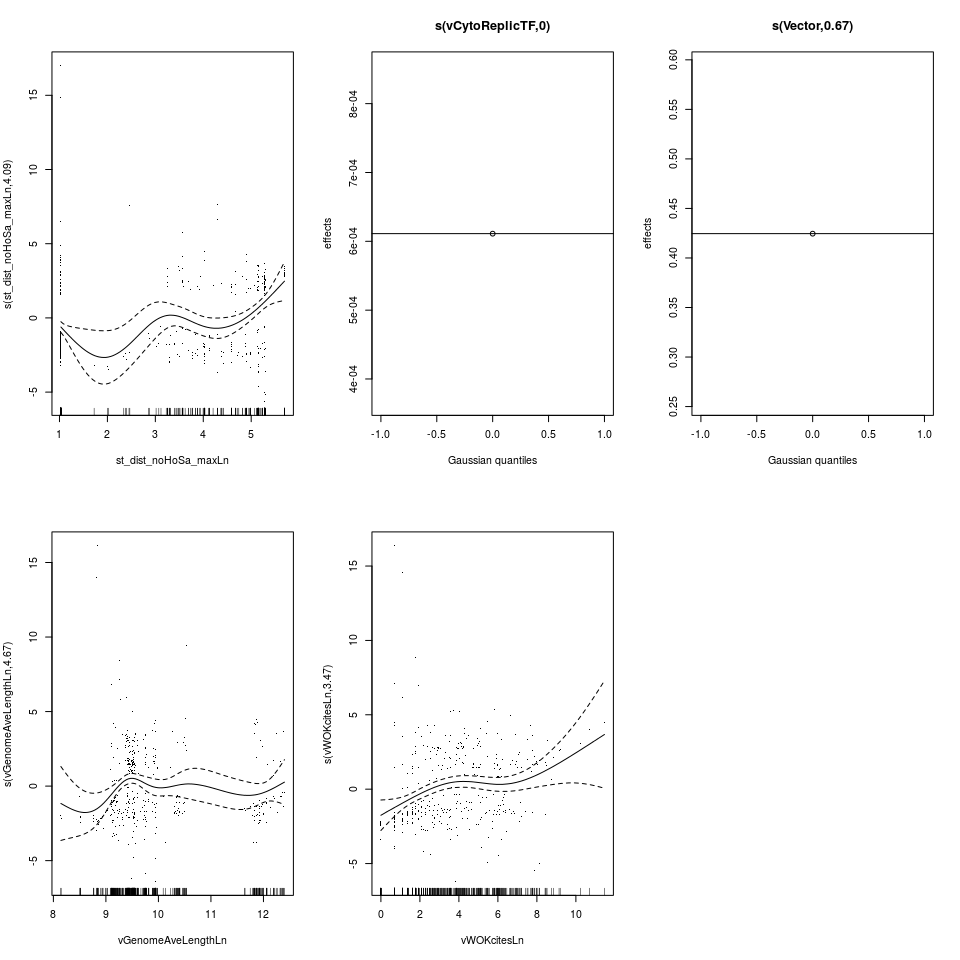 s(st_dist_noHoSa_maxLn,4.09)
15
10
5
0
-5
1 2 3 4 5
st_dist_noHoSa_maxLn
s(vCytoReplicTF,0)
effects
8e-04
7e-04
6e-04
5e-04
4e-04
-1.0 -0.5 0.0 0.5 1.0
Gaussian quantiles
s(Vector,0.67)
effects
0.60
0.55
0.50
0.45
0.40
0.35
0.30
0.25
-1.0 -0.5 0.0 0.5 1.0
Gaussian quantiles
s(vGenomeAveLengthLn,4.67)
15
10
5
0
-5
8 9 10 11 12
vGenomeAveLengthLn
s(vWOKcitesLn,3.47)
15
10
5
0
-5
0 2 4 6 8 10
vWOKcitesLn